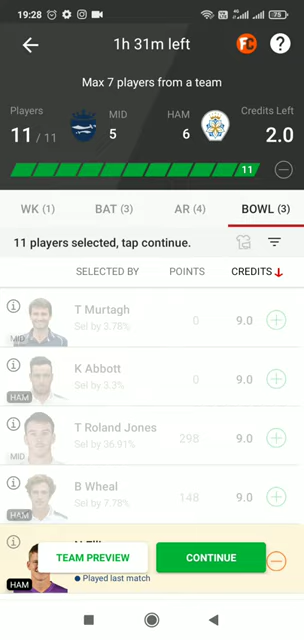 19:28 75
1h 31m left FC ?
Max 7 players from a team
Players MID HAM Credits Left
11 / 11 5 6 2.0
11
WK (1) BAT (3) AR (4) BOWL (3)
11 players selected, tap continue.
SELECTED BY POINTS CREDITS
T Murtagh
Sel by 3.78% 0 9.0
MID
K Abbott
Sel by 3.3% 0 9.0
HAM
T Roland Jones
Sel by 36.91% 298 9.0
MID
B Wheal
Sel by 7.78% 148 9.0
HAM
TEAM PREVIEW CONTINUE
HAM Played last match